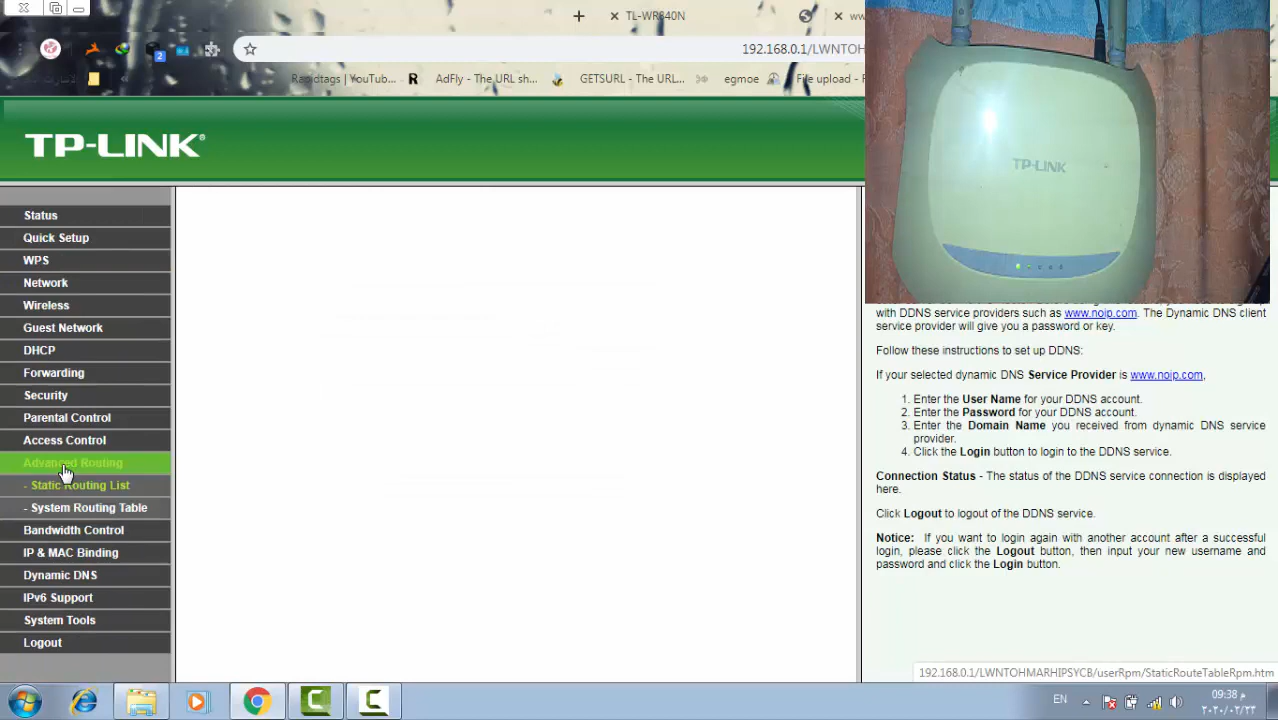 TL-WR840N
ww
2
192.168.0.1/LWNTOH
Rapidtags | YouTub...
AdFly - The URL sh...
GETSURL - The URL...
egmoe
File upload - F
TP-LINK®
TP-LINK
Status
Quick Setup
WPS
Network
Wireless
Guest Network
DHCP
Forwarding
Security
Parental Control
Access Control
Advanced Routing
- Static Routing List
- System Routing Table
Bandwidth Control
IP & MAC Binding
Dynamic DNS
IPv6 Support
System Tools
Logout
with DDNS service providers such as www.noip.com. The Dynamic DNS client
service provider will give you a password or key.
Follow these instructions to set up DDNS:
If your selected dynamic DNS Service Provider is www.noip.com,
1. Enter the User Name for your DDNS account.
2. Enter the Password for your DDNS account.
3. Enter the Domain Name you received from dynamic DNS service
provider.
4. Click the Login button to login to the DDNS service.
Connection Status - The status of the DDNS service connection is displayed
here.
Click Logout to logout of the DDNS service.
Notice: If you want to login again with another account after a successful
login, please click the Logout button, then input your new username and
password and click the Login button.
192.168.0.1/LWNTOHMARHIPSYCB/userRpm/StaticRouteTableRpm.htm
EN
09:38 م
٢٠٢٠/٠٢/٢٣